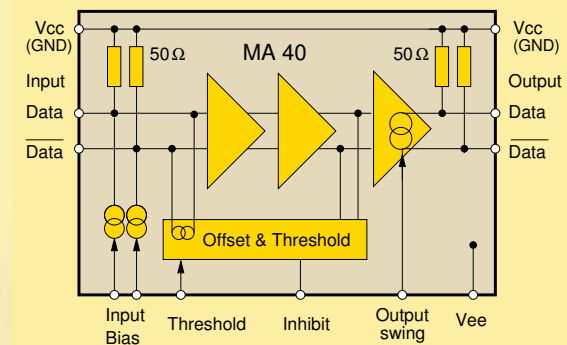 Vcc
(GND)
50Ω
MA 40
50Ω
Vcc
(GND)
Input
Output
Data
Data
Data
Data
Offset & Threshold
Input
Bias
Threshold
Inhibit
Output
swing
Vee